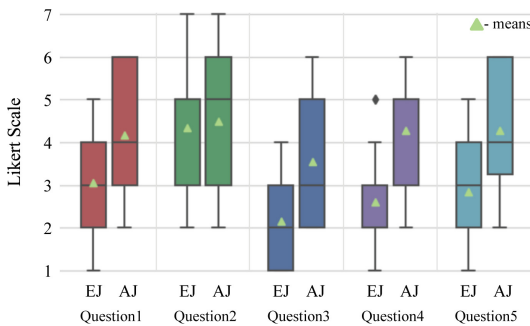 7
- means
6
5
4
3
2
1
Likert Scale
EJ AJ EJ AJ EJ AJ EJ AJ EJ AJ
Question1 Question2 Question3 Question4 Question5